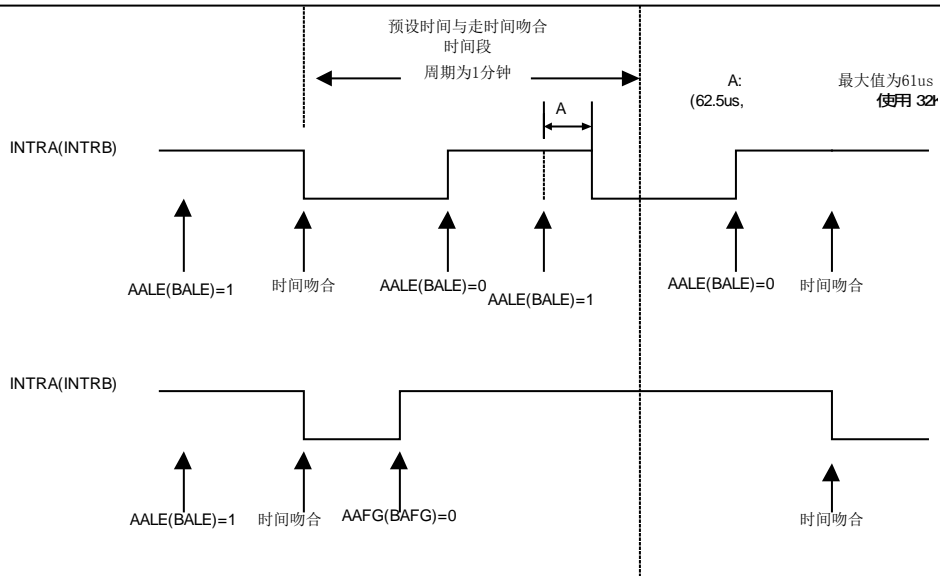 预设时间与走时间吻合
时间段
周期为1分钟
A: 最大值为61us
(62.5us, 使用 32
A
INTRA(INTRB)
AALE(BALE)=1
时间吻合
AALE(BALE)=0
AALE(BALE)=1
AALE(BALE)=0
时间吻合
INTRA(INTRB)
AALE(BALE)=1
时间吻合
AAFG(BAFG)=0
时间吻合